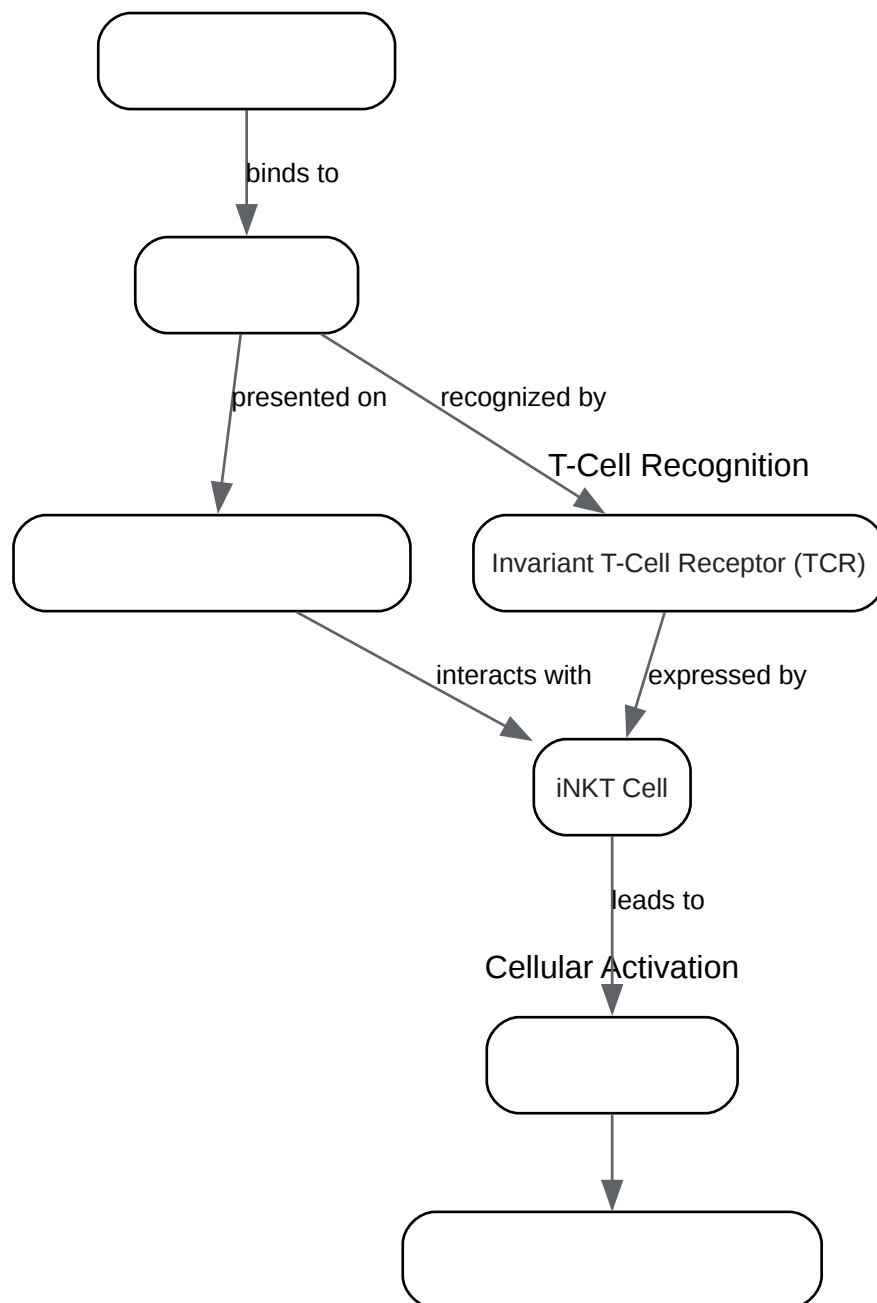 binds to
presented on
recognized by
T-Cell Recognition
Invariant T-Cell Receptor (TCR)
interacts with
expressed by
iNKT Cell
leads to
Cellular Activation